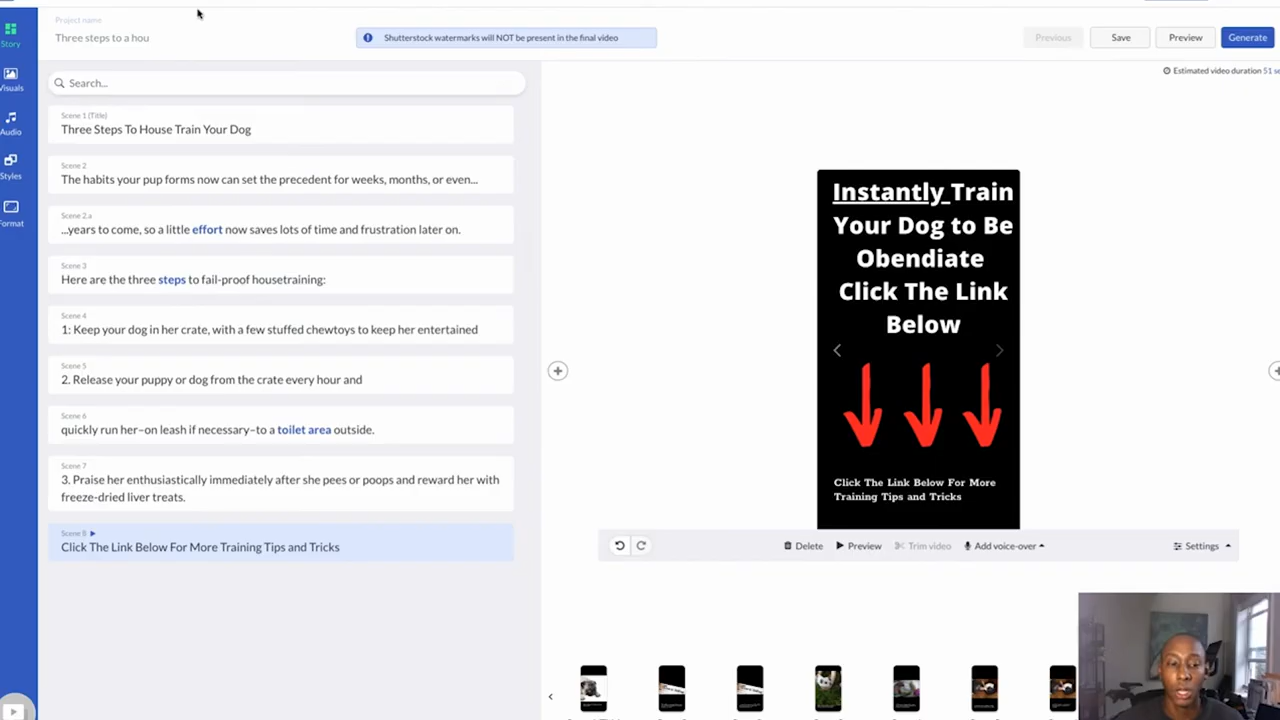 Project name
Three steps to a hou
Shutterstock watermarks will NOT be present in the final video
Previous
Save
Preview
Generate
Story
Visuals
Audio
Styles
Format
Search...
Estimated video duration 51 se
Scene 1 (Title)
Three Steps To House Train Your Dog
Scene 2
The habits your pup forms now can set the precedent for weeks, months, or even...
Scene 2.a
...years to come, so a little effort now saves lots of time and frustration later on.
Scene 3
Here are the three steps to fail-proof housetraining:
Scene 4
1: Keep your dog in her crate, with a few stuffed chewtoys to keep her entertained
Scene 5
2. Release your puppy or dog from the crate every hour and
Scene 6
quickly run her–on leash if necessary–to a toilet area outside.
Scene 7
3. Praise her enthusiastically immediately after she pees or poops and reward her with
freeze-dried liver treats.
Scene 8
Click The Link Below For More Training Tips and Tricks
Instantly Train
Your Dog to Be
Obendiate
Click The Link
Below
Click The Link Below For More
Training Tips and Tricks
Delete
Preview
Trim video
Add voice-over
Settings